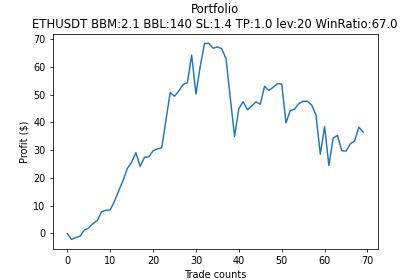 Portfolio
ETHUSDT BBM:2.1 BBL:140 SL:1.4 TP:1.0 lev:20 WinRatio:67.0
70
60
50
40
30
20
10
0
Profit ($)
0 10 20 30 40 50 60 70
Trade counts